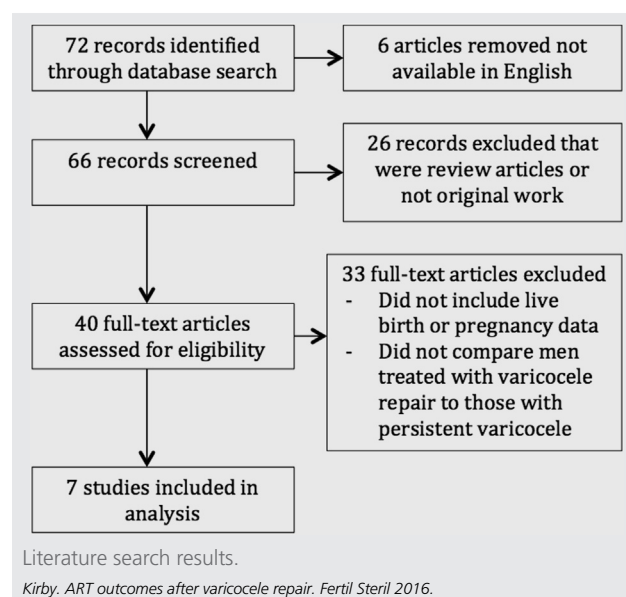 72 records identified
through database search
6 articles removed not
available in English
66 records screened
26 records excluded that
were review articles or
not original work
40 full-text articles
assessed for eligibility
33 full-text articles excluded
- Did not include live
birth or pregnancy data
- Did not compare men
treated with varicocele
repair to those with
persistent varicocele
7 studies included in
analysis
Literature search results.
Kirby. ART outcomes after varicocele repair. Fertil Steril 2016.